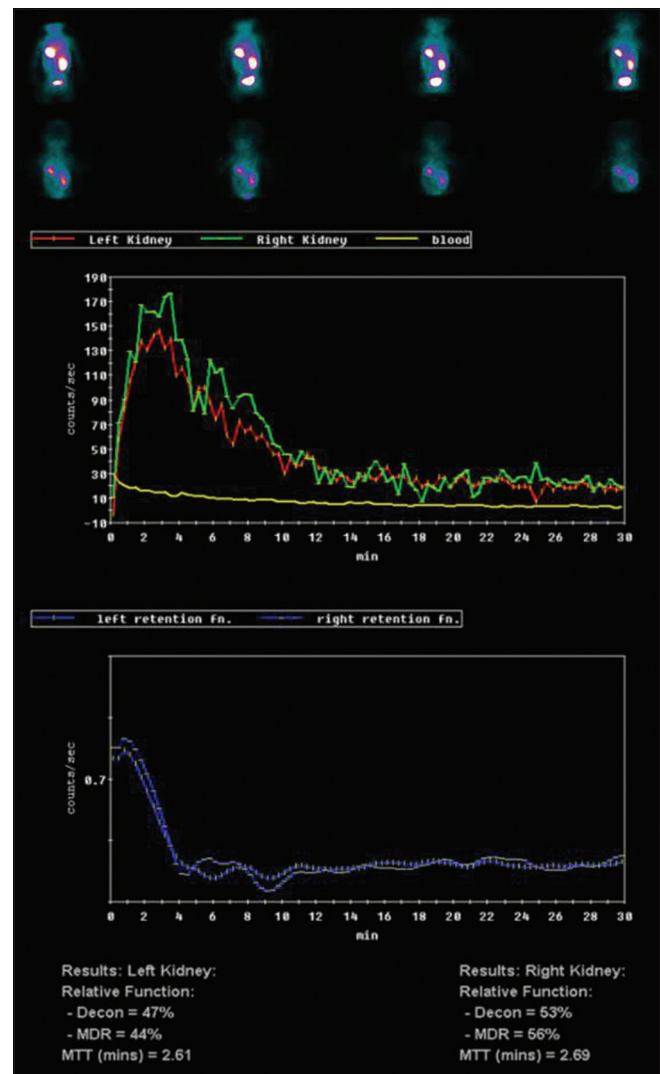 Left Kidney Right Kidney blood
190
170
150
130
110
90
70
50
30
10
-10
counts/sec
0 2 4 6 8 10 12 14 16 18 20 22 24 26 28 30
min
left retention fn. right retention fn.
0.7
counts/sec
0 2 4 6 8 10 12 14 16 18 20 22 24 26 28 30
min
Results: Left Kidney: Results: Right Kidney:
Relative Function: Relative Function:
- Decon = 47% - Decon = 53%
- MDR = 44% - MDR = 56%
MTT (mins) = 2.61 MTT (mins) = 2.69